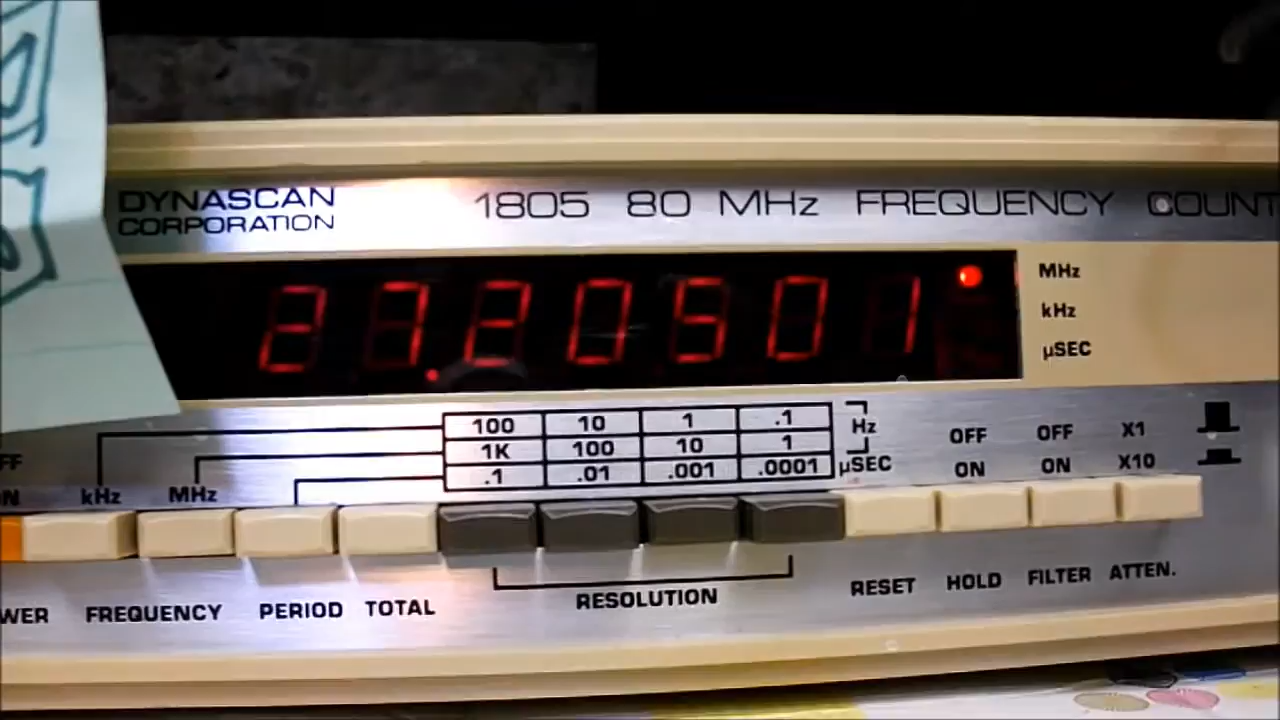 DYNASCAN
CORPORATION
1805 80 MHz FREQUENCY COUNT
27.20501
MHz
kHz
µSEC
100 10 1 .1 Hz
1K 100 10 1
.1 .01 .001 .0001 µSEC
kHz MHz
OFF OFF X1
ON ON X10
FREQUENCY PERIOD TOTAL RESOLUTION RESET HOLD FILTER ATTEN.